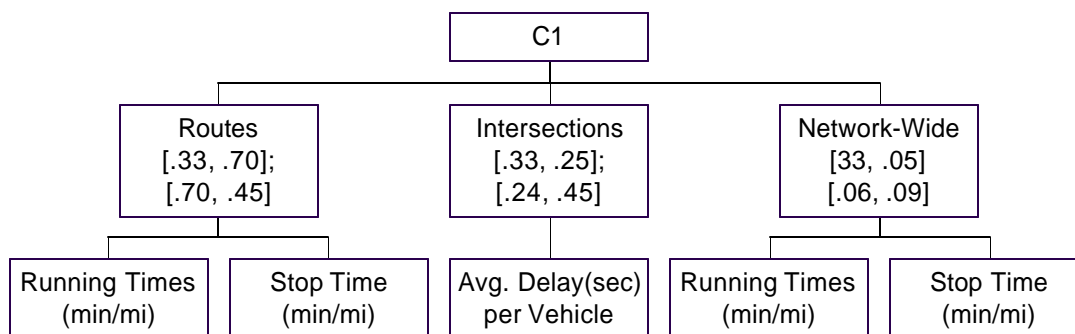 C1
Routes
[.33, .70];
[.70, .45]
Intersections
[.33, .25];
[.24, .45]
Network-Wide
[33, .05]
[.06, .09]
Running Times
(min/mi)
Stop Time
(min/mi)
Avg. Delay(sec)
per Vehicle
Running Times
(min/mi)
Stop Time
(min/mi)